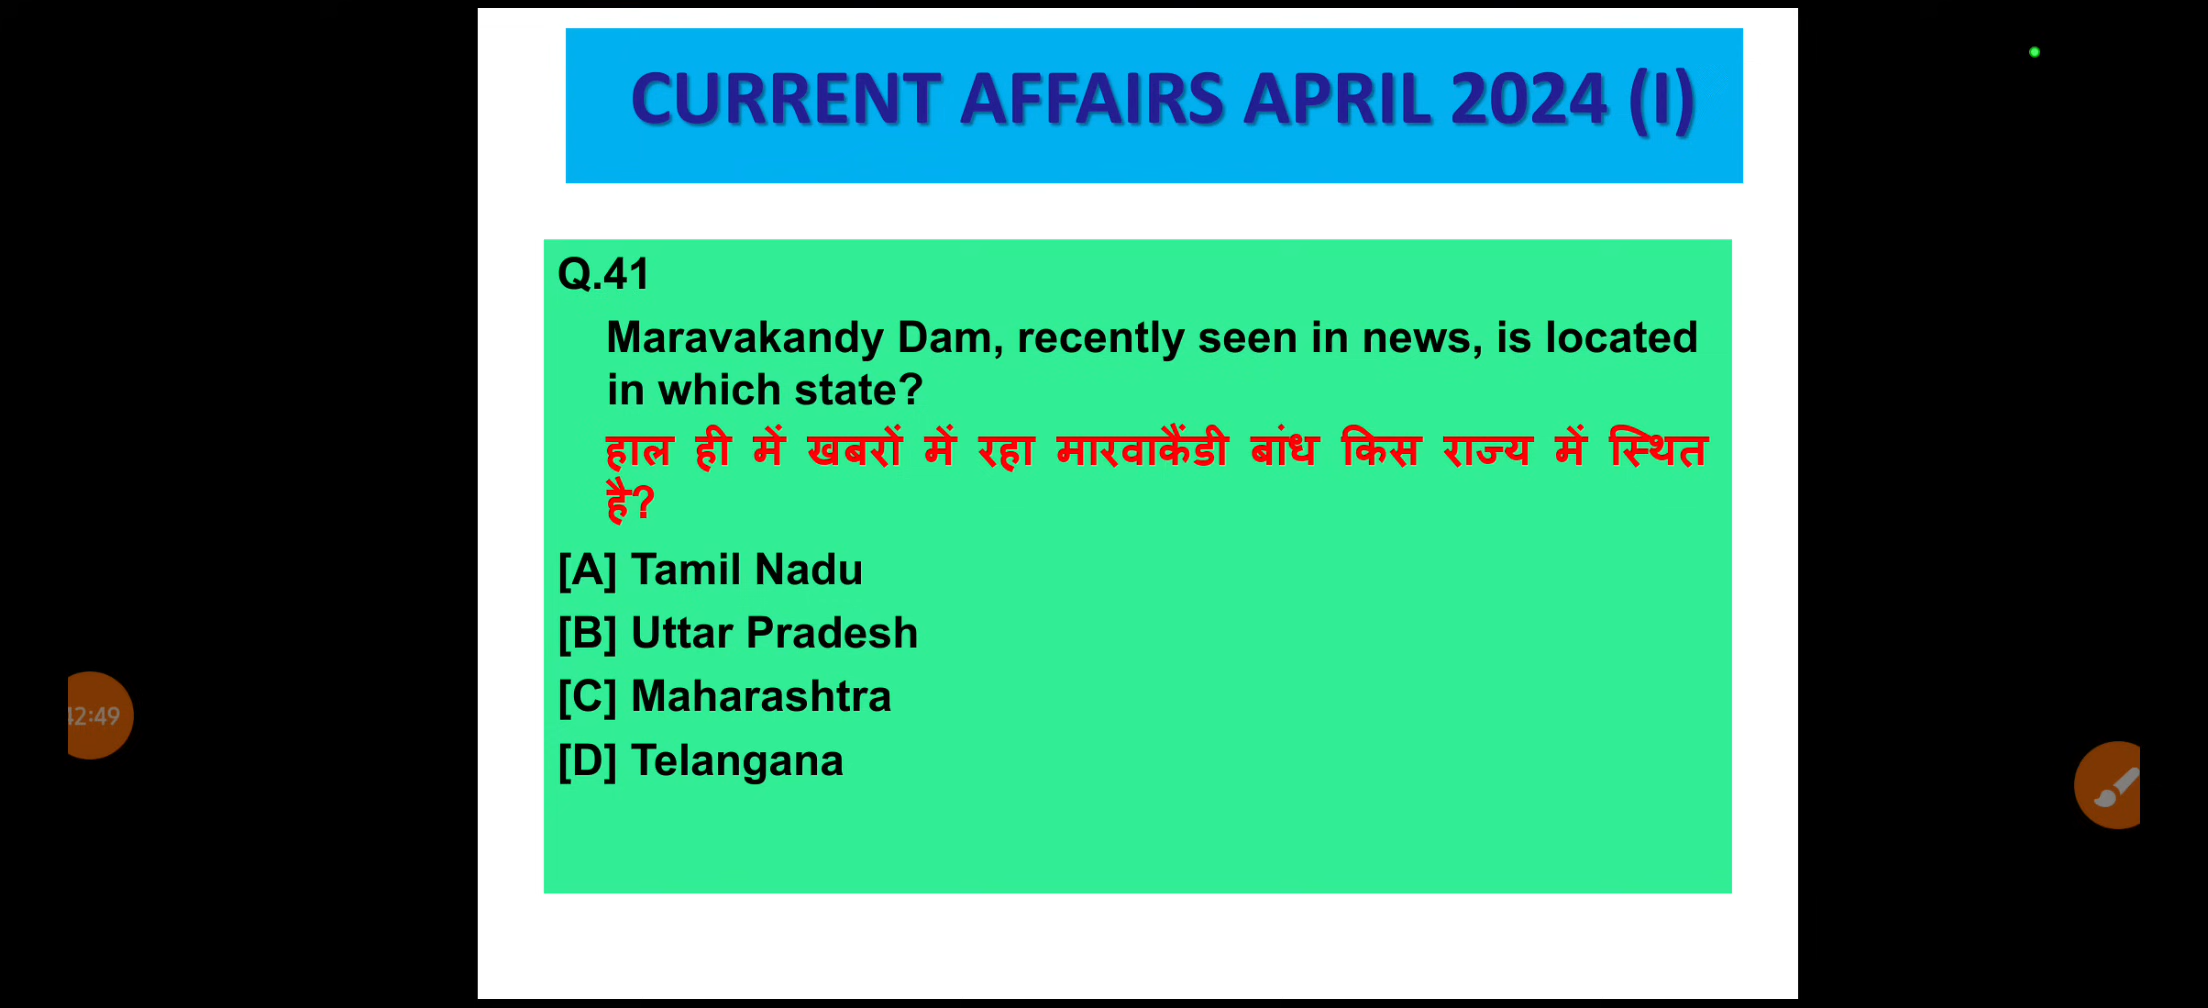 CURRENT AFFAIRS APRIL 2024 (I)
Q.41
Maravakandy Dam, recently seen in news, is located
in which state?
हाल ही में खबरों में रहा मारवाकैंडी बांध किस राज्य में स्थित
है?
[A] Tamil Nadu
[B] Uttar Pradesh
[C] Maharashtra
[D] Telangana
2:49